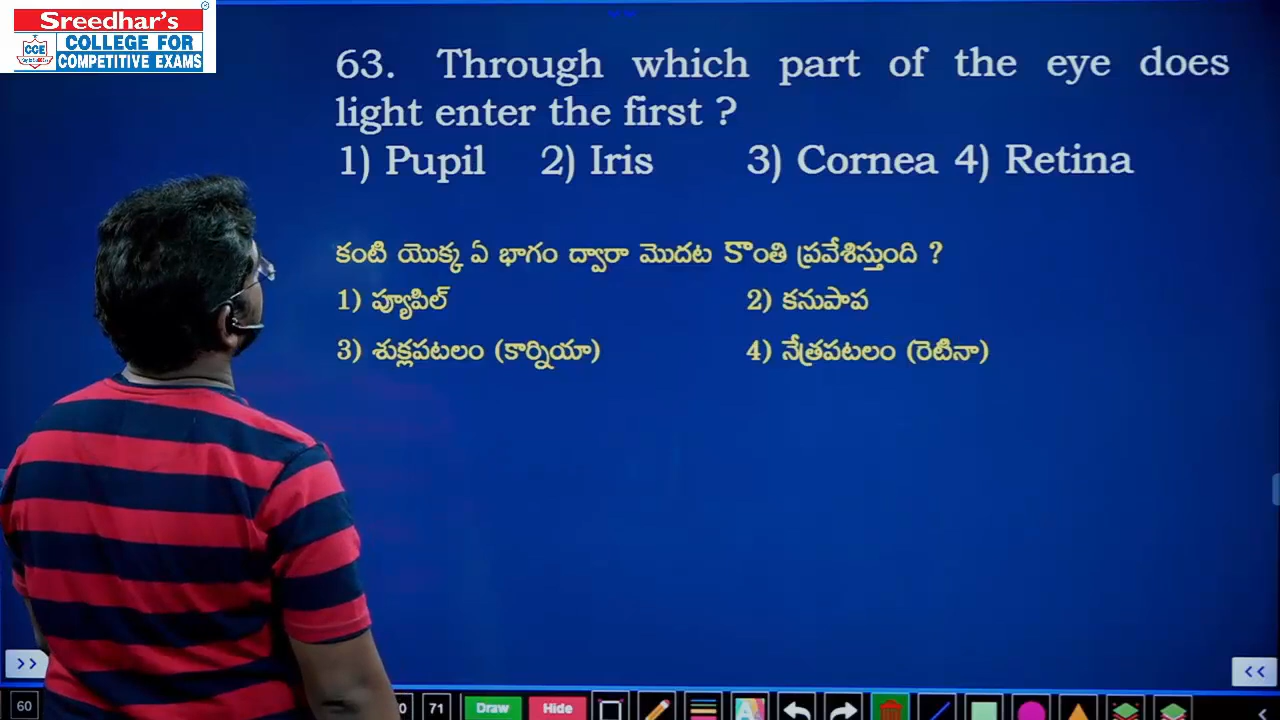 Sreedhar's
CCE
COLLEGE FOR
COMPETITIVE EXAMS
63. Through which part of the eye does
light enter the first ?
1) Pupil 2) Iris 3) Cornea 4) Retina
కంటి యొక్క ఏ భాగం ద్వారా మొదట కాంతి ప్రవేశిస్తుంది ?
1) ప్యూపిల్ 2) కనుపాప
3) శుక్లపటలం (కార్నియా) 4) నేత్రపటలం (రెటినా)
>> <<
60 71 Draw Hide